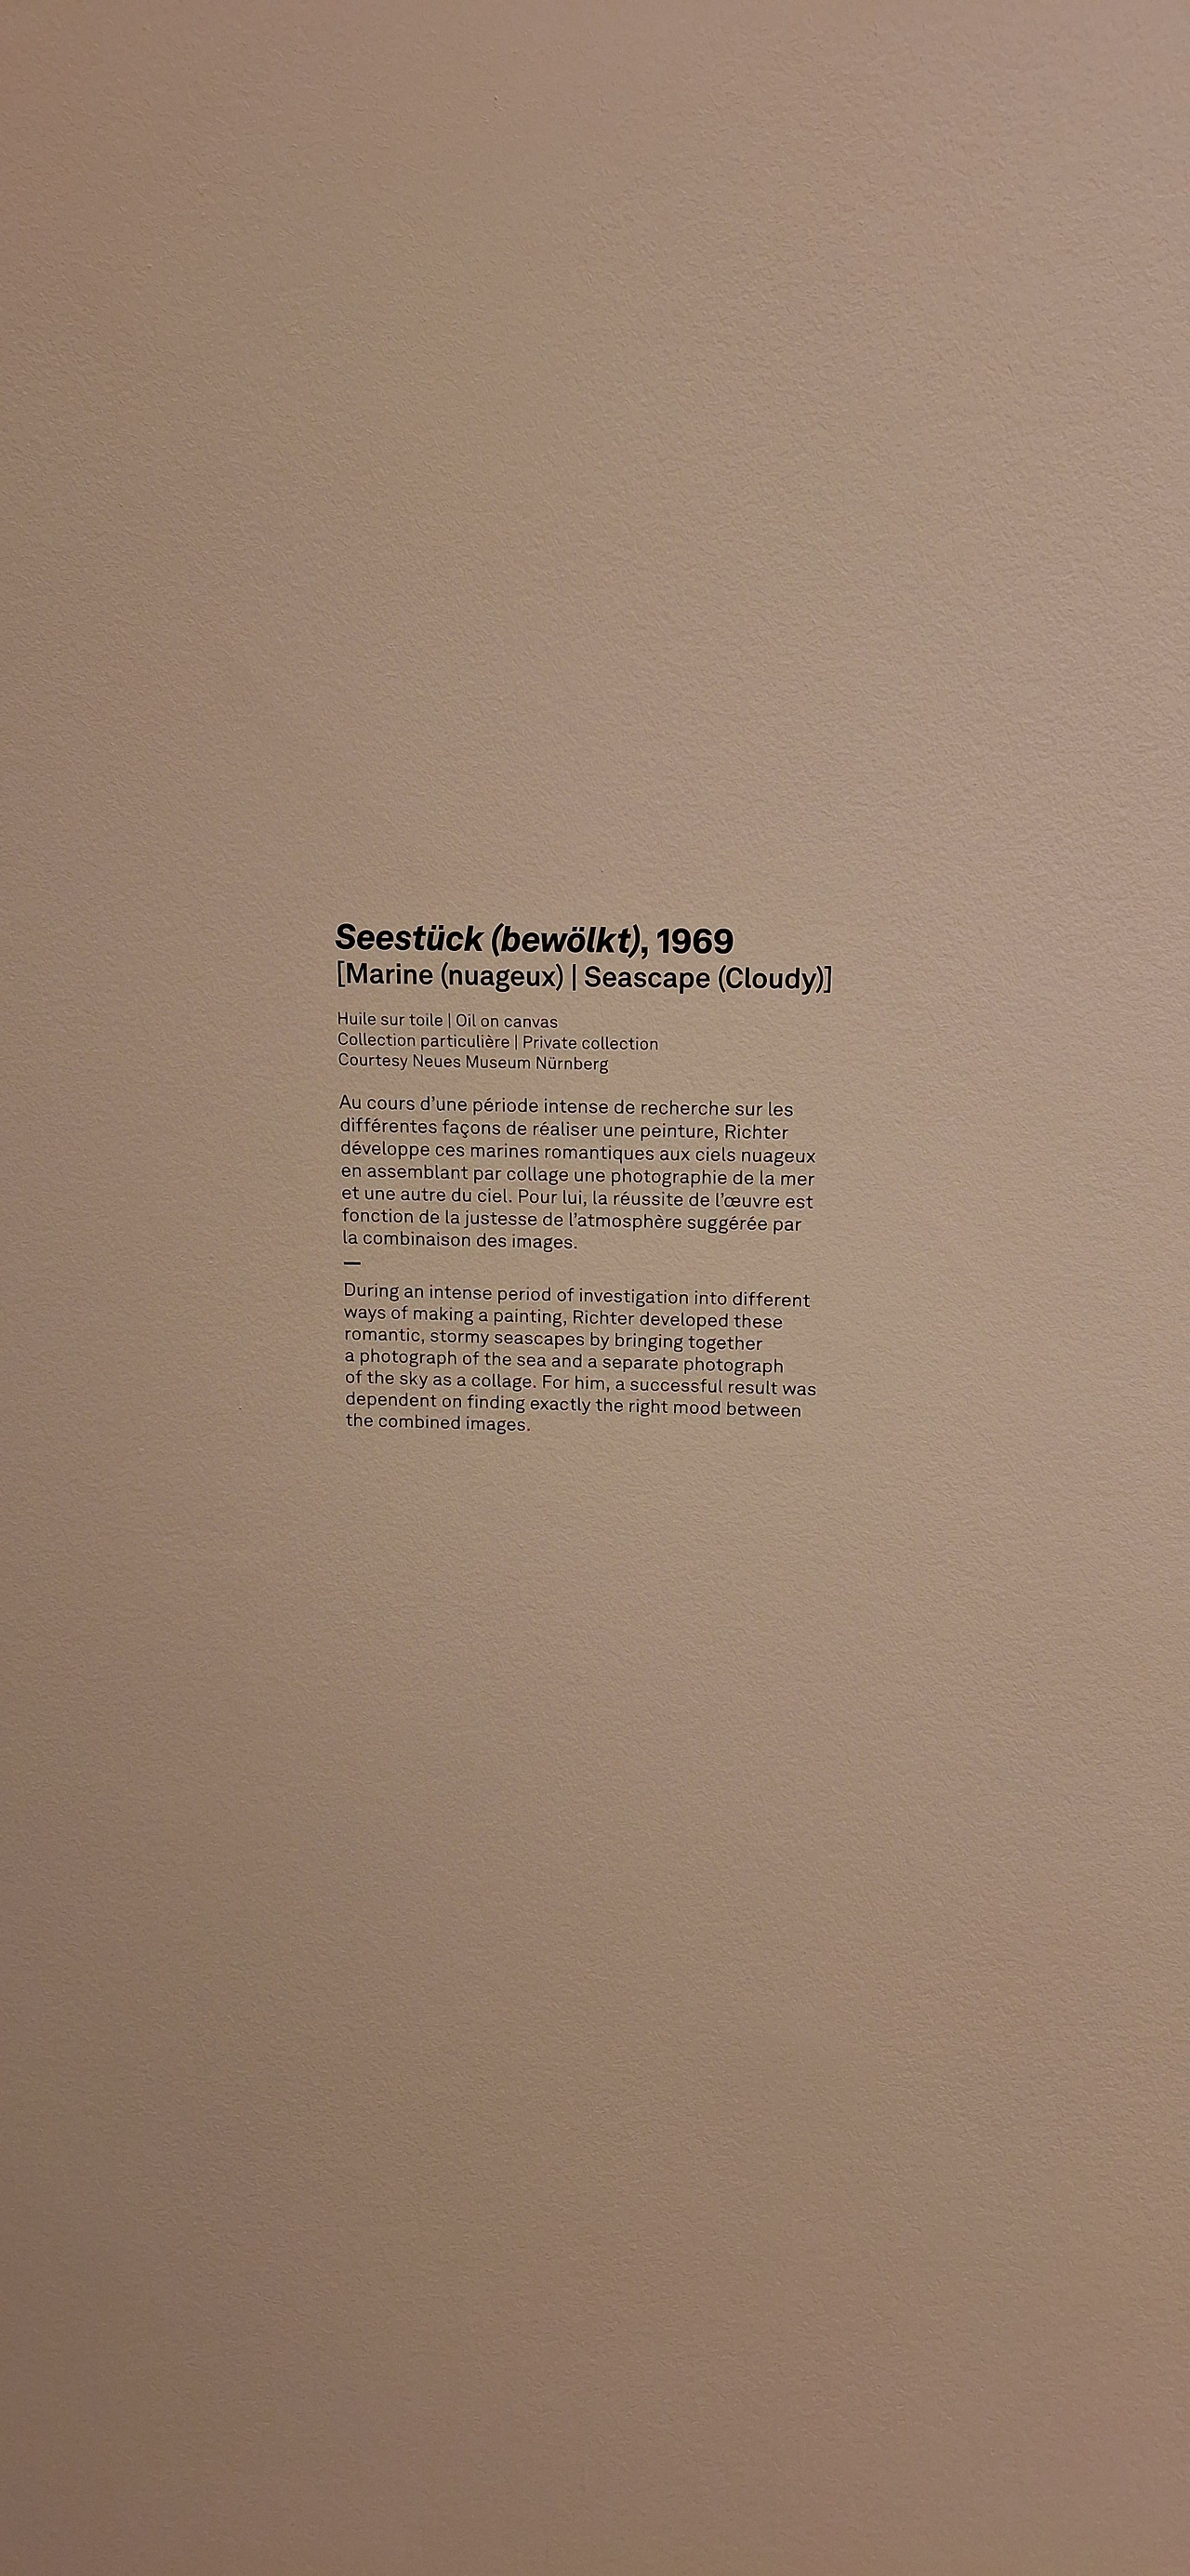 Seestück (bewölkt), 1969
[Marine (nuageux) | Seascape (Cloudy)]
Huile sur toile | Oil on canvas
Collection particulière | Private collection
Courtesy Neues Museum Nürnberg
Au cours d’une période intense de recherche sur les
différentes façons de réaliser une peinture, Richter
développe ces marines romantiques aux ciels nuageux
en assemblant par collage une photographie de la mer
et une autre du ciel. Pour lui, la réussite de l’œuvre est
fonction de la justesse de l’atmosphère suggérée par
la combinaison des images.
—
During an intense period of investigation into different
ways of making a painting, Richter developed these
romantic, stormy seascapes by bringing together
a photograph of the sea and a separate photograph
of the sky as a collage. For him, a successful result was
dependent on finding exactly the right mood between
the combined images.